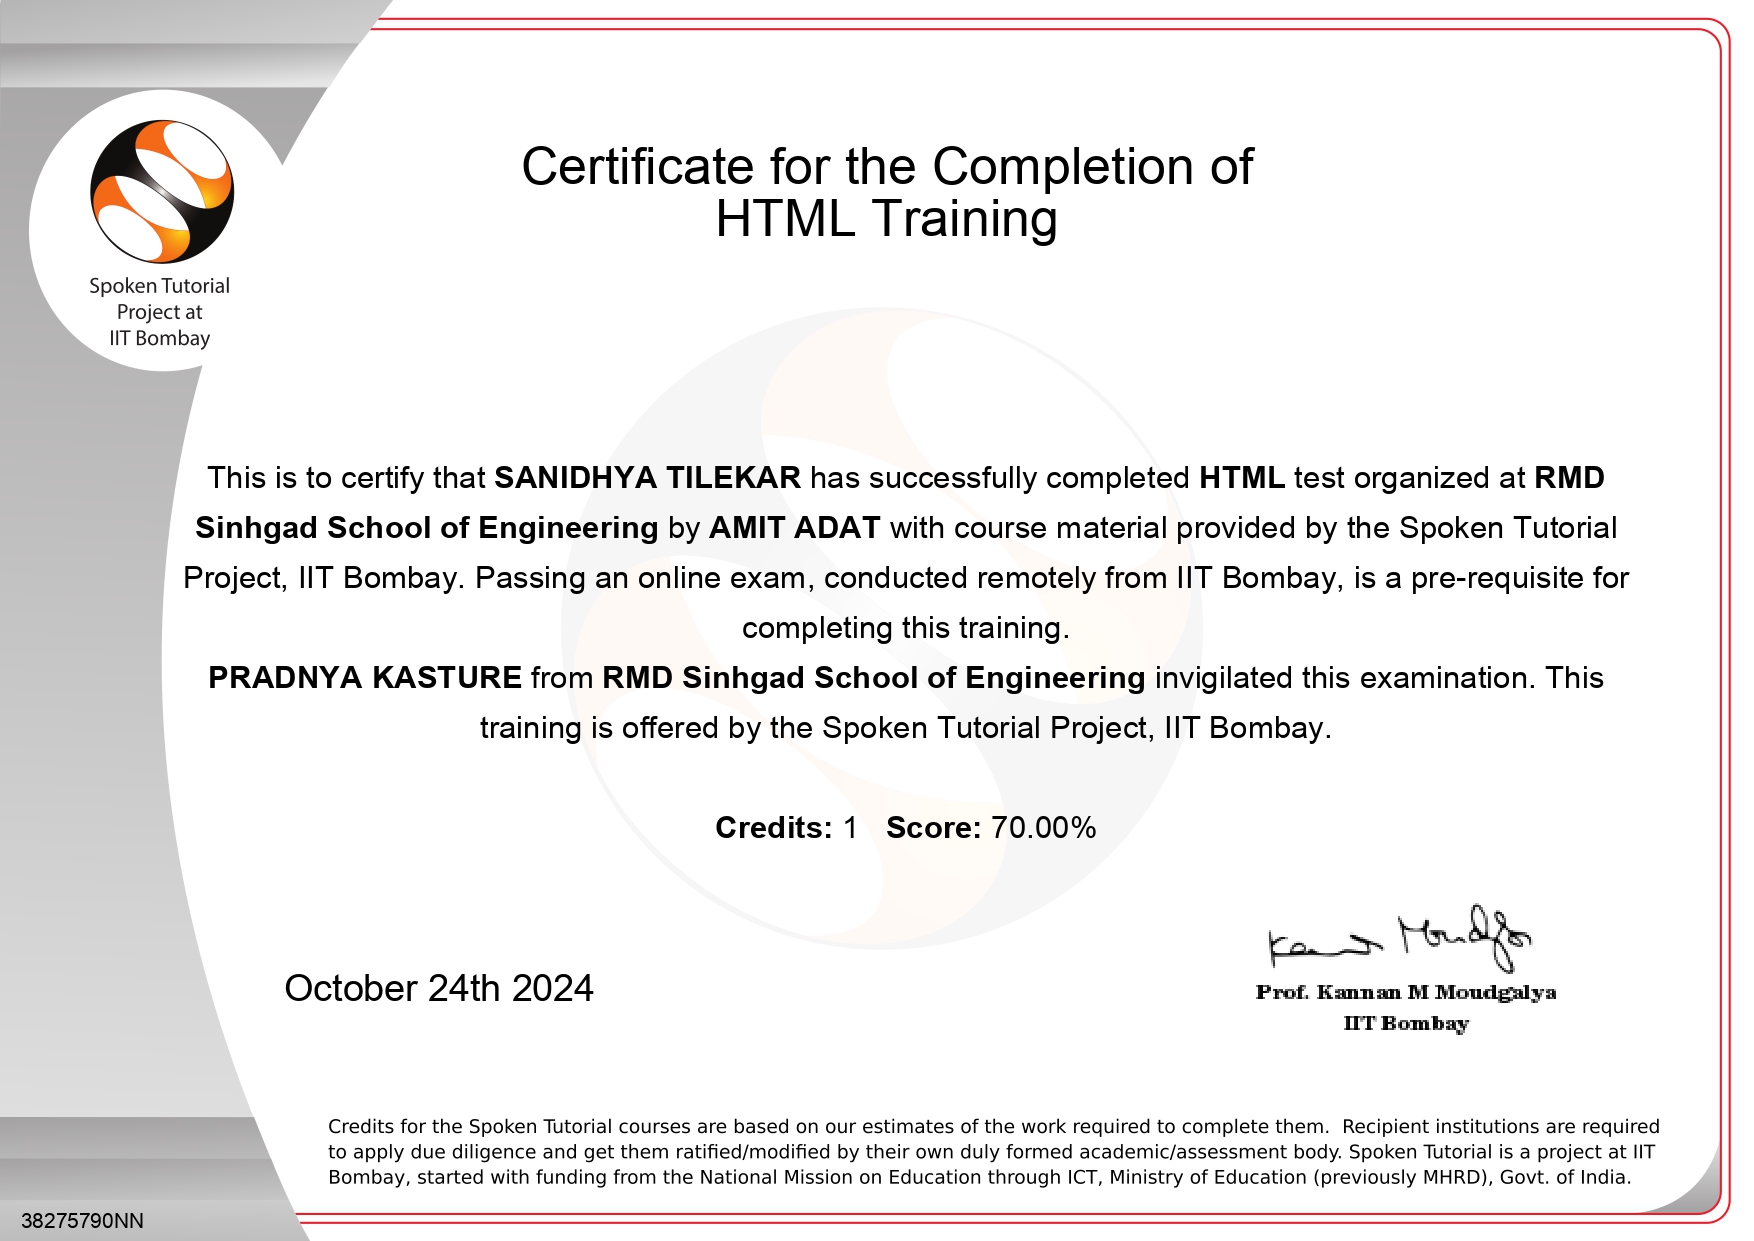 Certificate for the Completion of
HTML Training
Spoken Tutorial
Project at
IIT Bombay
This is to certify that SANIDHYA TILEKAR has successfully completed HTML test organized at RMD
Sinhgad School of Engineering by AMIT ADAT with course material provided by the Spoken Tutorial
Project, IIT Bombay. Passing an online exam, conducted remotely from IIT Bombay, is a pre-requisite for
completing this training.
PRADNYA KASTURE from RMD Sinhgad School of Engineering invigilated this examination. This
training is offered by the Spoken Tutorial Project, IIT Bombay.
Credits: 1 Score: 70.00%
Kannan Moudgalya
October 24th 2024
Prof. Kannan M Moudgalya
IIT Bombay
Credits for the Spoken Tutorial courses are based on our estimates of the work required to complete them. Recipient institutions are required
to apply due diligence and get them ratified/modified by their own duly formed academic/assessment body. Spoken Tutorial is a project at IIT
Bombay, started with funding from the National Mission on Education through ICT, Ministry of Education (previously MHRD), Govt. of India.
38275790NN